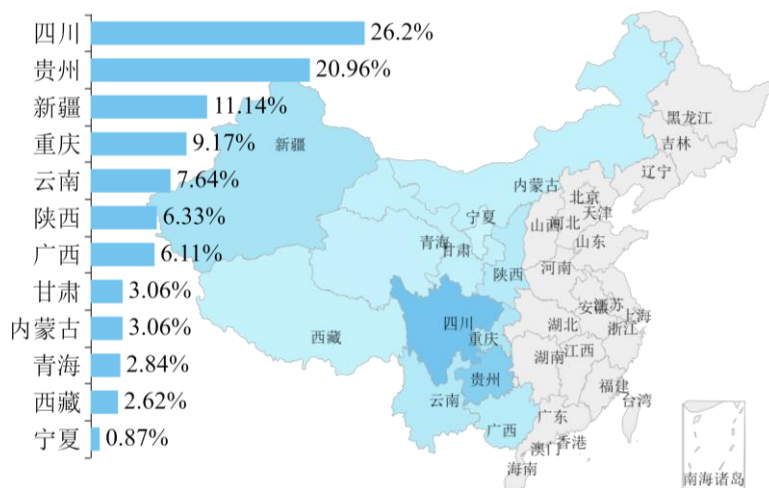 四川 26.2%
贵州 20.96%
新疆 11.14%
重庆 9.17%
云南 7.64%
陕西 6.33%
广西 6.11%
甘肃 3.06%
内蒙古 3.06%
青海 2.84%
西藏 2.62%
宁夏 0.87%
黑龙江
吉林
辽宁
新疆
内蒙古
北京
天津
宁夏
山西
河北
青海
甘肃
山东
陕西
河南
安徽
江苏
上海
西藏
四川
重庆
湖北
浙江
湖南
江西
贵州
福建
云南
台湾
广西
广东
澳门
香港
海南
南海诸岛